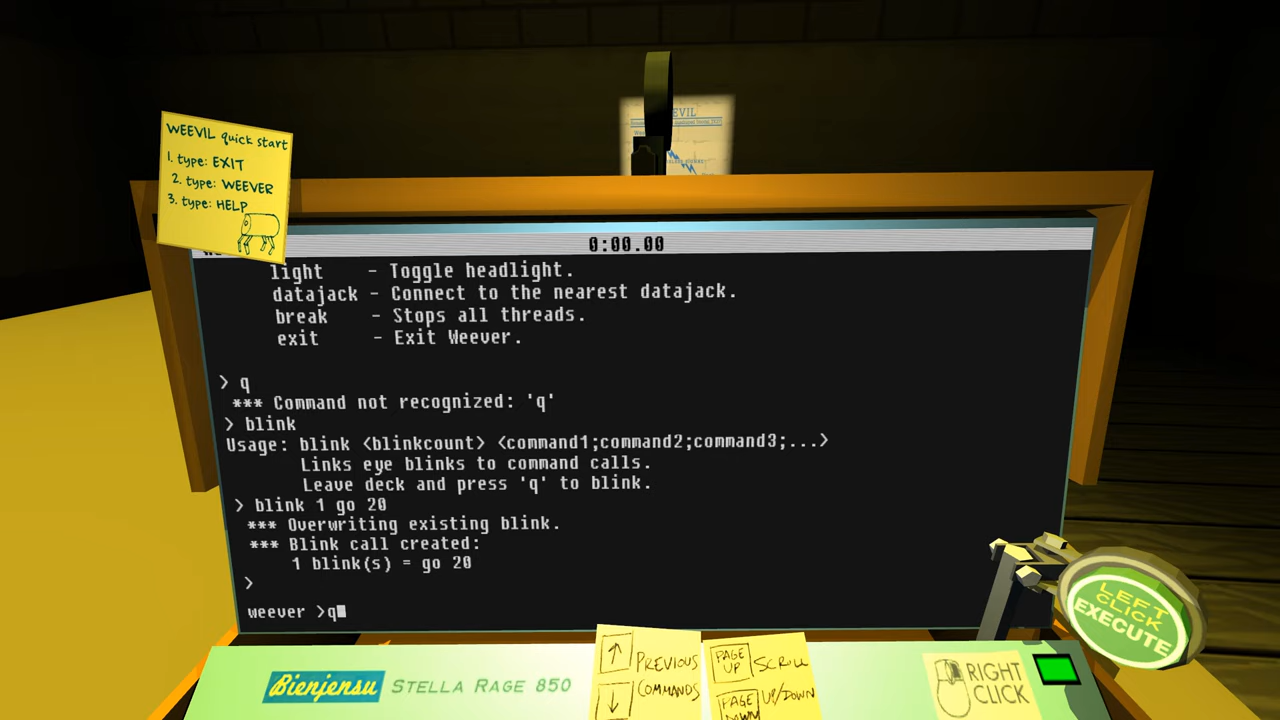 EVIL
WEEVIL quick start
1. type: EXIT
2. type: WEEVER
3. type: HELP
0:00.00
light - Toggle headlight.
datajack - Connect to the nearest datajack.
break - Stops all threads.
exit - Exit Weever.
> q
*** Command not recognized: 'q'
> blink
Usage: blink <blinkcount> <command1;command2;command3;...>
Links eye blinks to command calls.
Leave deck and press 'q' to blink.
> blink 1 go 20
*** Overwriting existing blink.
*** Blink call created:
1 blink(s) = go 20
>
weever >q
LEFT
CLICK
EXECUTE
Bienjensu STELLA RAGE 850
↑ PREVIOUS
↓ COMMANDS
PAGE UP SCROLL
PAGE DOWN UP/DOWN
RIGHT
CLICK